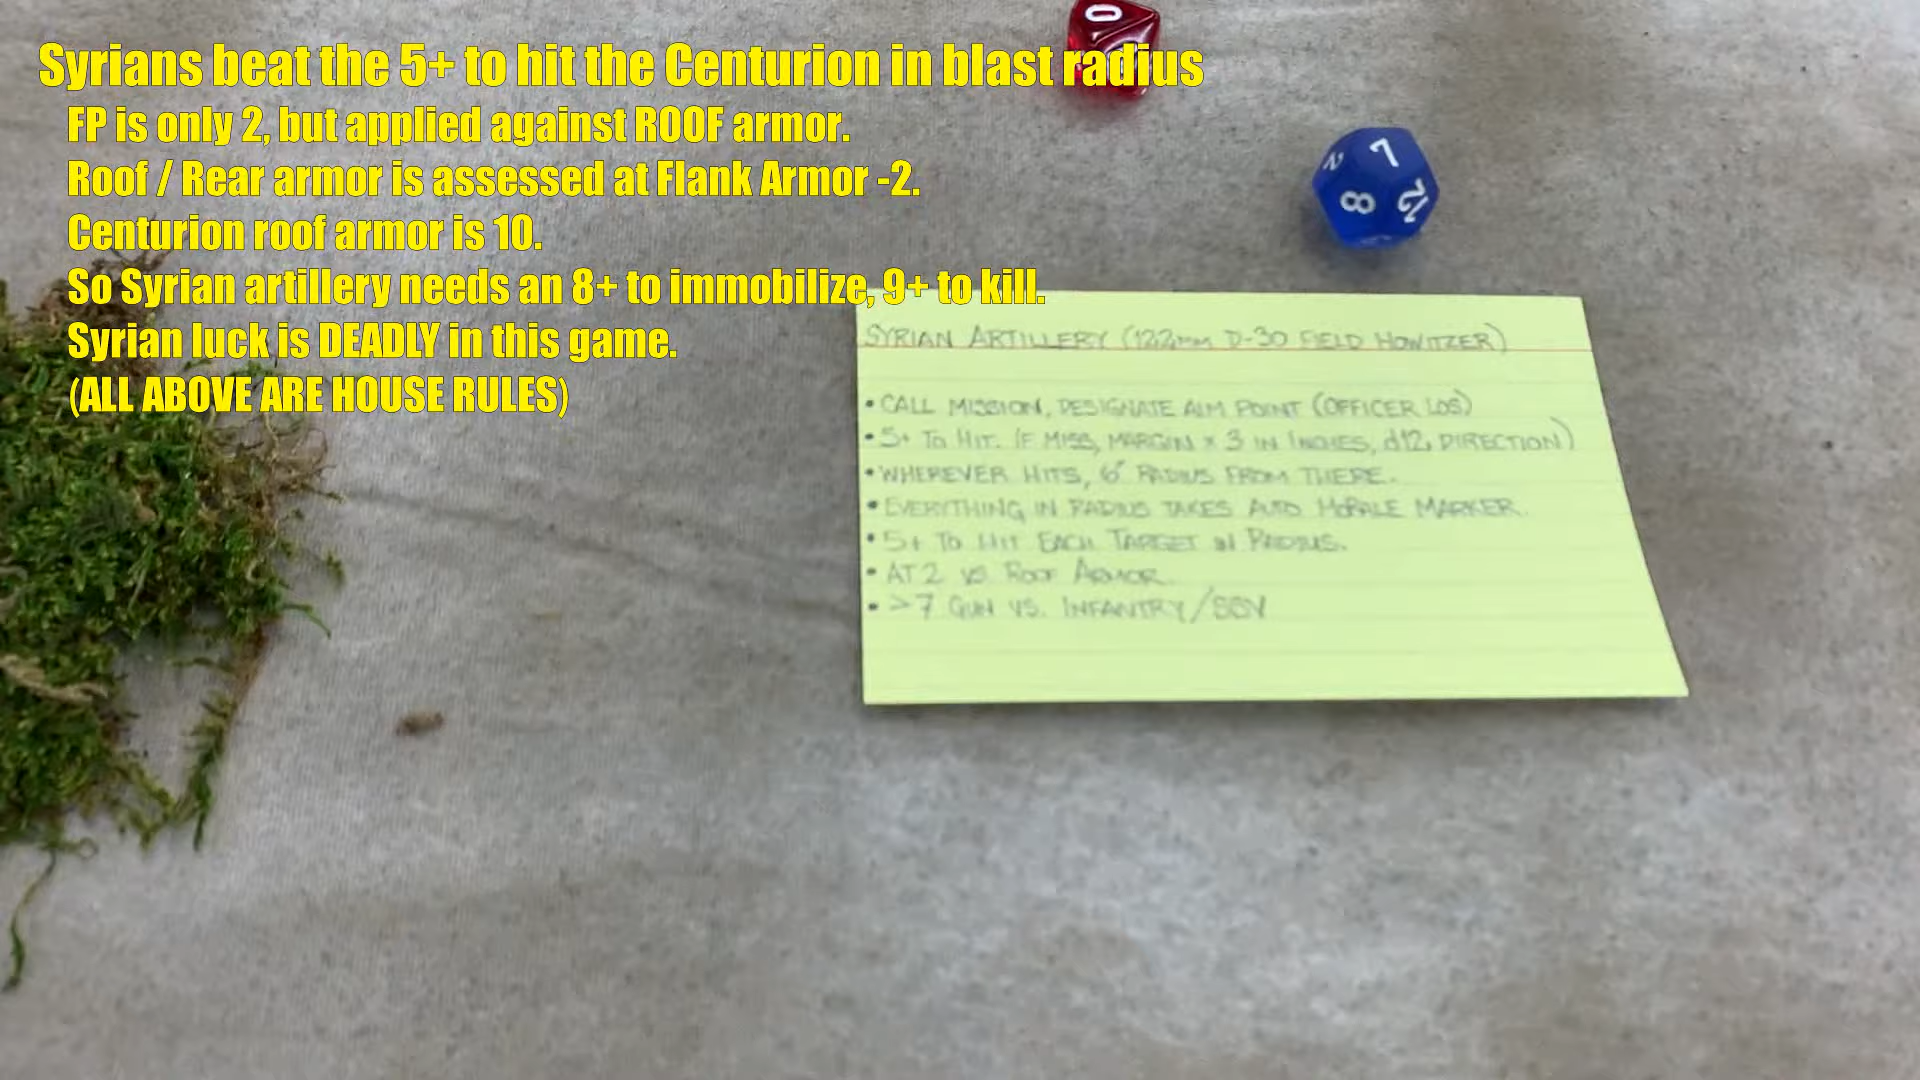 Syrians beat the 5+ to hit the Centurion in blast radius
FP is only 2, but applied against ROOF armor.
Roof / Rear armor is assessed at Flank Armor -2.
Centurion roof armor is 10.
So Syrian artillery needs an 8+ to immobilize, 9+ to kill.
Syrian luck is DEADLY in this game.
(ALL ABOVE ARE HOUSE RULES)
0
7
2
8
12
SYRIAN ARTILLERY (122mm D-30 FIELD HOWITZER)
• CALL MISSION, DESIGNATE AIM POINT (OFFICER LOS)
• 5+ TO HIT. IF MISS, MARGIN x 3 IN INCHES, d12 DIRECTION)
• WHEREVER HITS, 6" RADIUS FROM THERE.
• EVERYTHING IN RADIUS TAKES AUTO MORALE MARKER.
• 5+ TO HIT EACH TARGET IN RADIUS.
• AT 2 VS ROOF ARMOR
• >7 GUN VS. INFANTRY/SSV